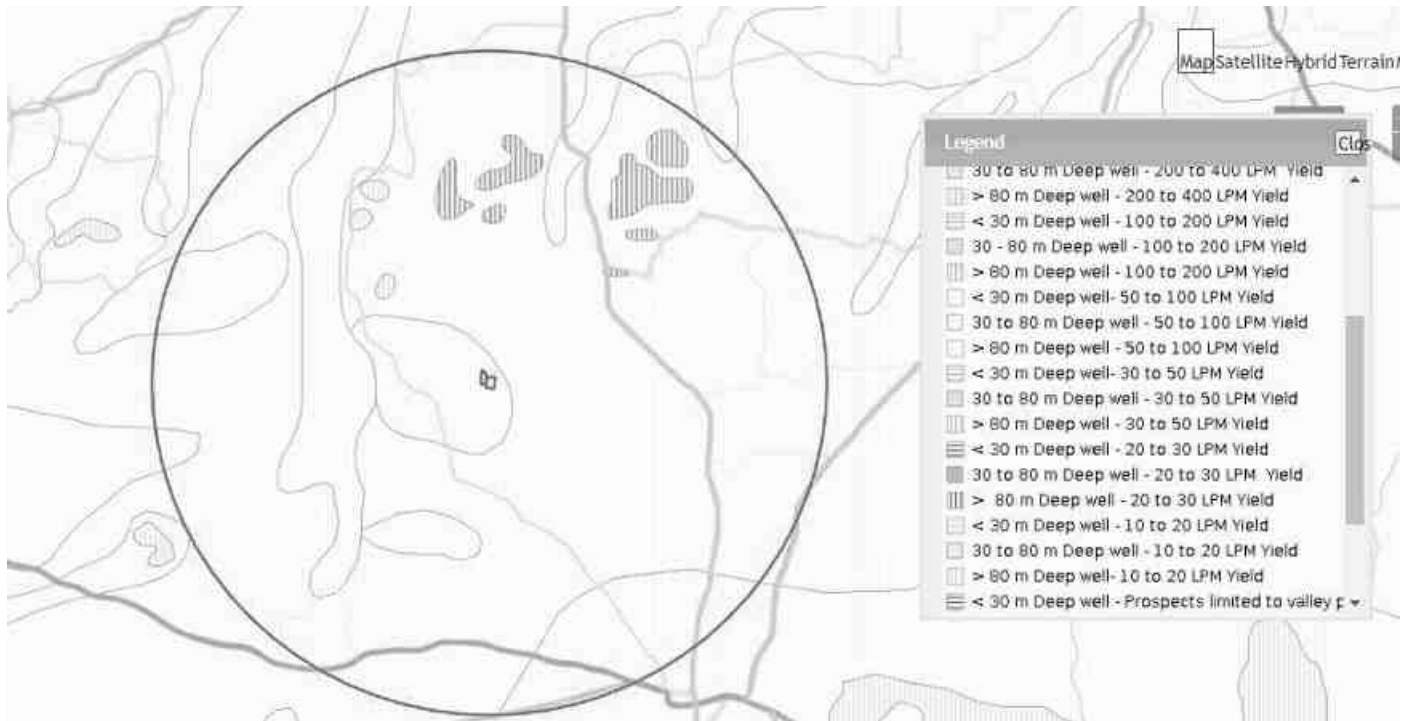 Map Satellite Hybrid Terrain
Legend
Clos
30 to 80 m Deep well - 200 to 400 LPM Yield
> 80 m Deep well - 200 to 400 LPM Yield
< 30 m Deep well - 100 to 200 LPM Yield
30 - 80 m Deep well - 100 to 200 LPM Yield
> 80 m Deep well - 100 to 200 LPM Yield
< 30 m Deep well- 50 to 100 LPM Yield
30 to 80 m Deep well - 50 to 100 LPM Yield
> 80 m Deep well - 50 to 100 LPM Yield
< 30 m Deep well- 30 to 50 LPM Yield
30 to 80 m Deep well - 30 to 50 LPM Yield
> 80 m Deep well - 30 to 50 LPM Yield
< 30 m Deep well - 20 to 30 LPM Yield
30 to 80 m Deep well - 20 to 30 LPM Yield
> 80 m Deep well - 20 to 30 LPM Yield
< 30 m Deep well - 10 to 20 LPM Yield
30 to 80 m Deep well - 10 to 20 LPM Yield
> 80 m Deep well- 10 to 20 LPM Yield
< 30 m Deep well - Prospects limited to valley p